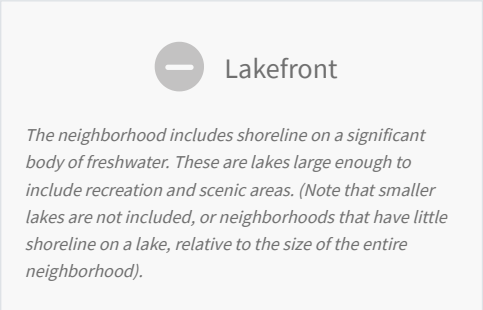 Lakefront
The neighborhood includes shoreline on a significant
body of freshwater. These are lakes large enough to
include recreation and scenic areas. (Note that smaller
lakes are not included, or neighborhoods that have little
shoreline on a lake, relative to the size of the entire
neighborhood).